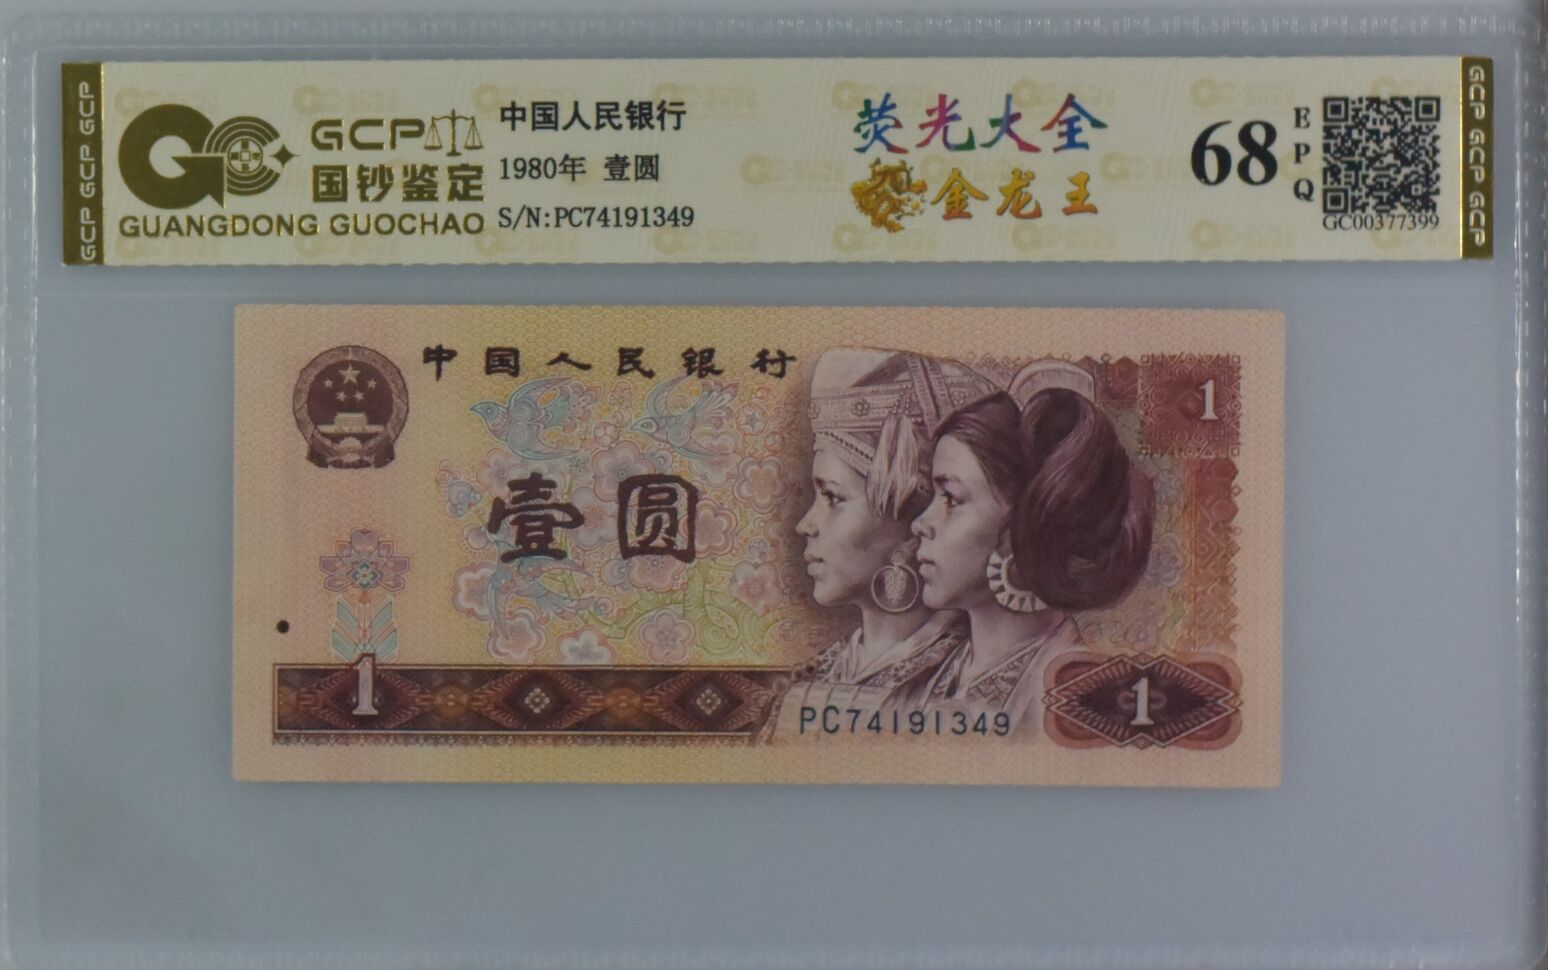 GCP GCP GCP
GCP
国钞鉴定
GUANGDONG GUOCHAO
中国人民银行
1980年 壹圆
S/N:PC74191349
荧光大全
金龙王
68
EPQ
GC00377399
GCP GCP GCP
中国人民银行
1
壹圆
1
PC74191349
1